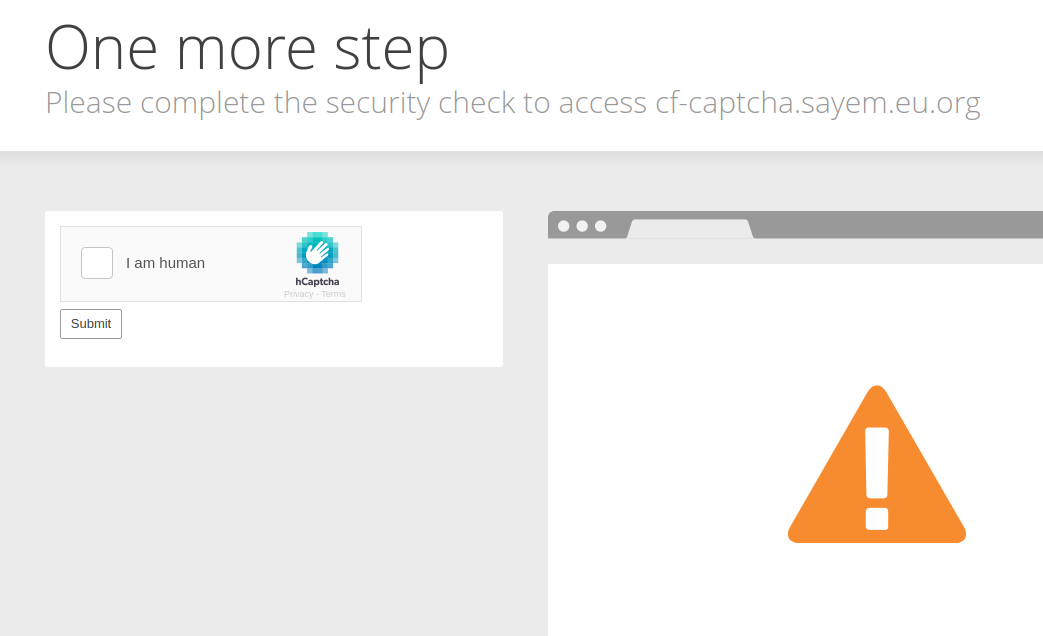 One more step
Please complete the security check to access cf-captcha.sayem.eu.org
I am human
hCaptcha
Privacy - Terms
Submit